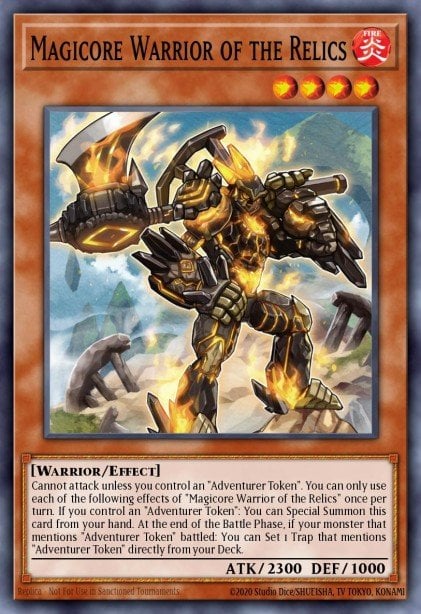 Magicore Warrior of the Relics
FIRE
炎
[Warrior/Effect]
Cannot attack unless you control an "Adventurer Token". You can only use
each of the following effects of "Magicore Warrior of the Relics" once per
turn. If you control an "Adventurer Token": You can Special Summon this
card from your hand. At the end of the Battle Phase, if your monster that
mentions "Adventurer Token" battled: You can Set 1 Trap that mentions
"Adventurer Token" directly from your Deck.
ATK/2300 DEF/1000
Replica - Not For Use in Sanctioned Tournaments
©2020 Studio Dice/SHUEISHA, TV TOKYO, KONAMI